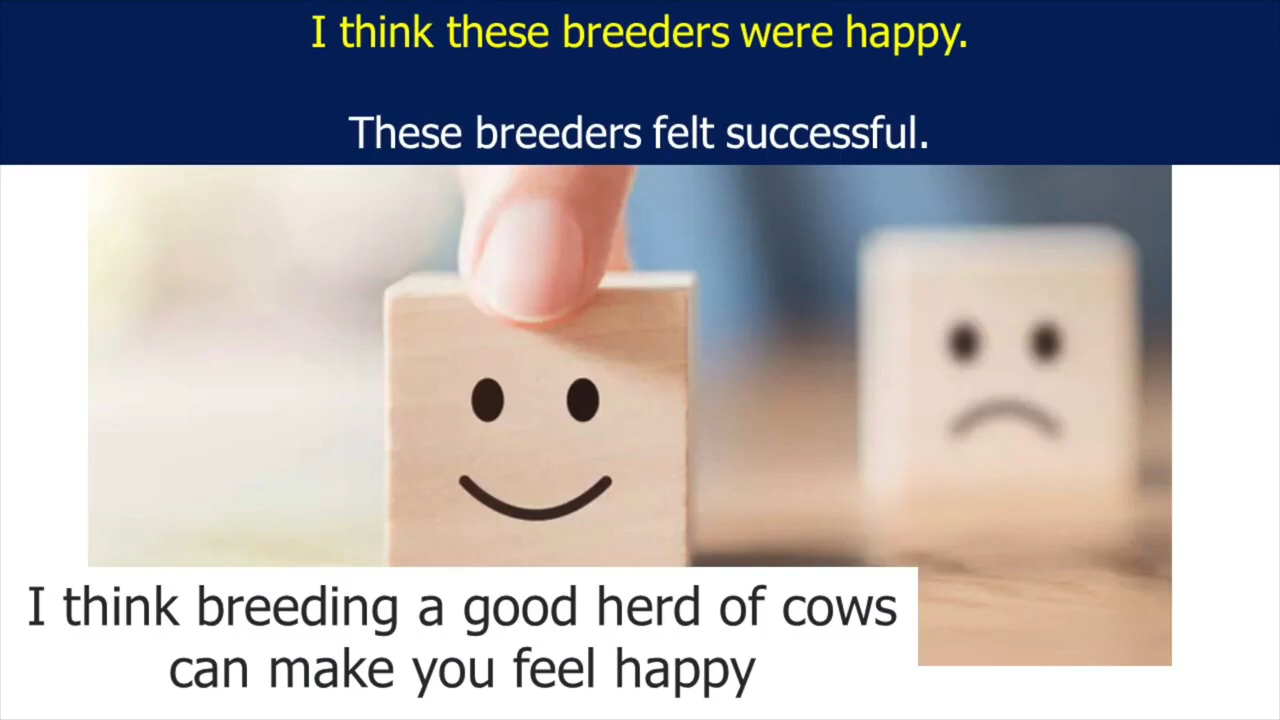 I think these breeders were happy.
These breeders felt successful.
I think breeding a good herd of cows
can make you feel happy